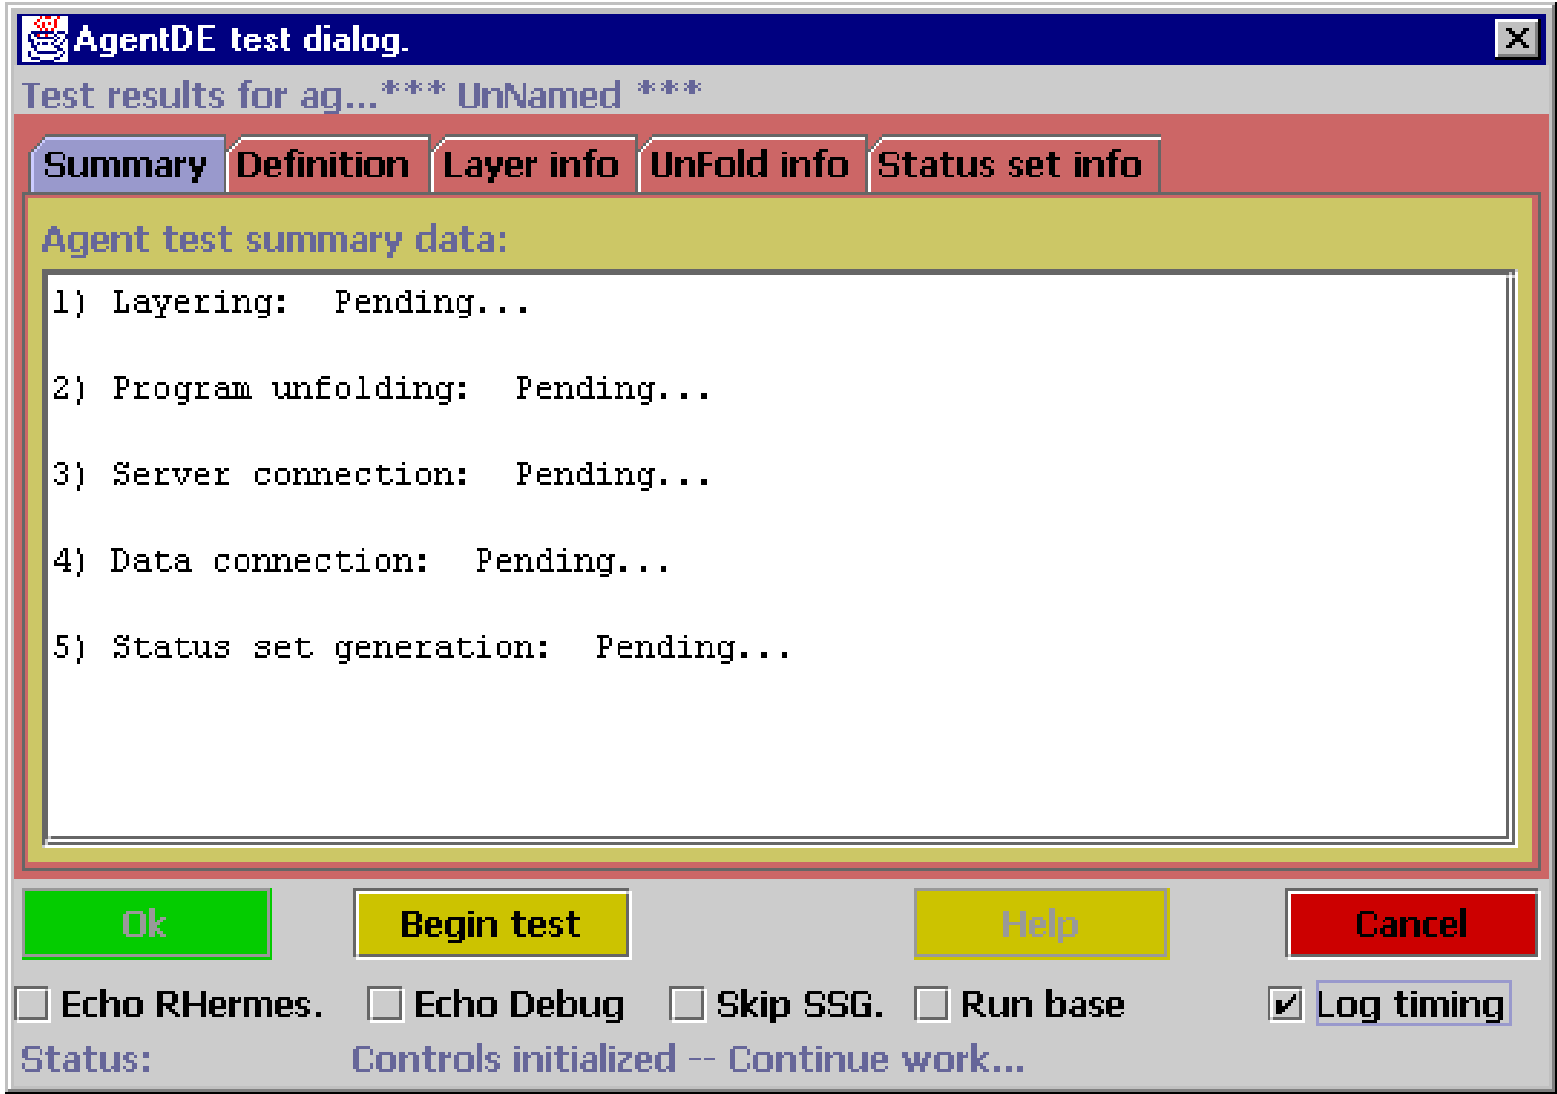 AgentDE test dialog.
Test results for ag...*** UnNamed ***
Summary Definition Layer info UnFold info Status set info
Agent test summary data:
1) Layering: Pending...
2) Program unfolding: Pending...
3) Server connection: Pending...
4) Data connection: Pending...
5) Status set generation: Pending...
Ok Begin test Help Cancel
Echo RHermes. Echo Debug Skip SSG. Run base Log timing
Status: Controls initialized -- Continue work...